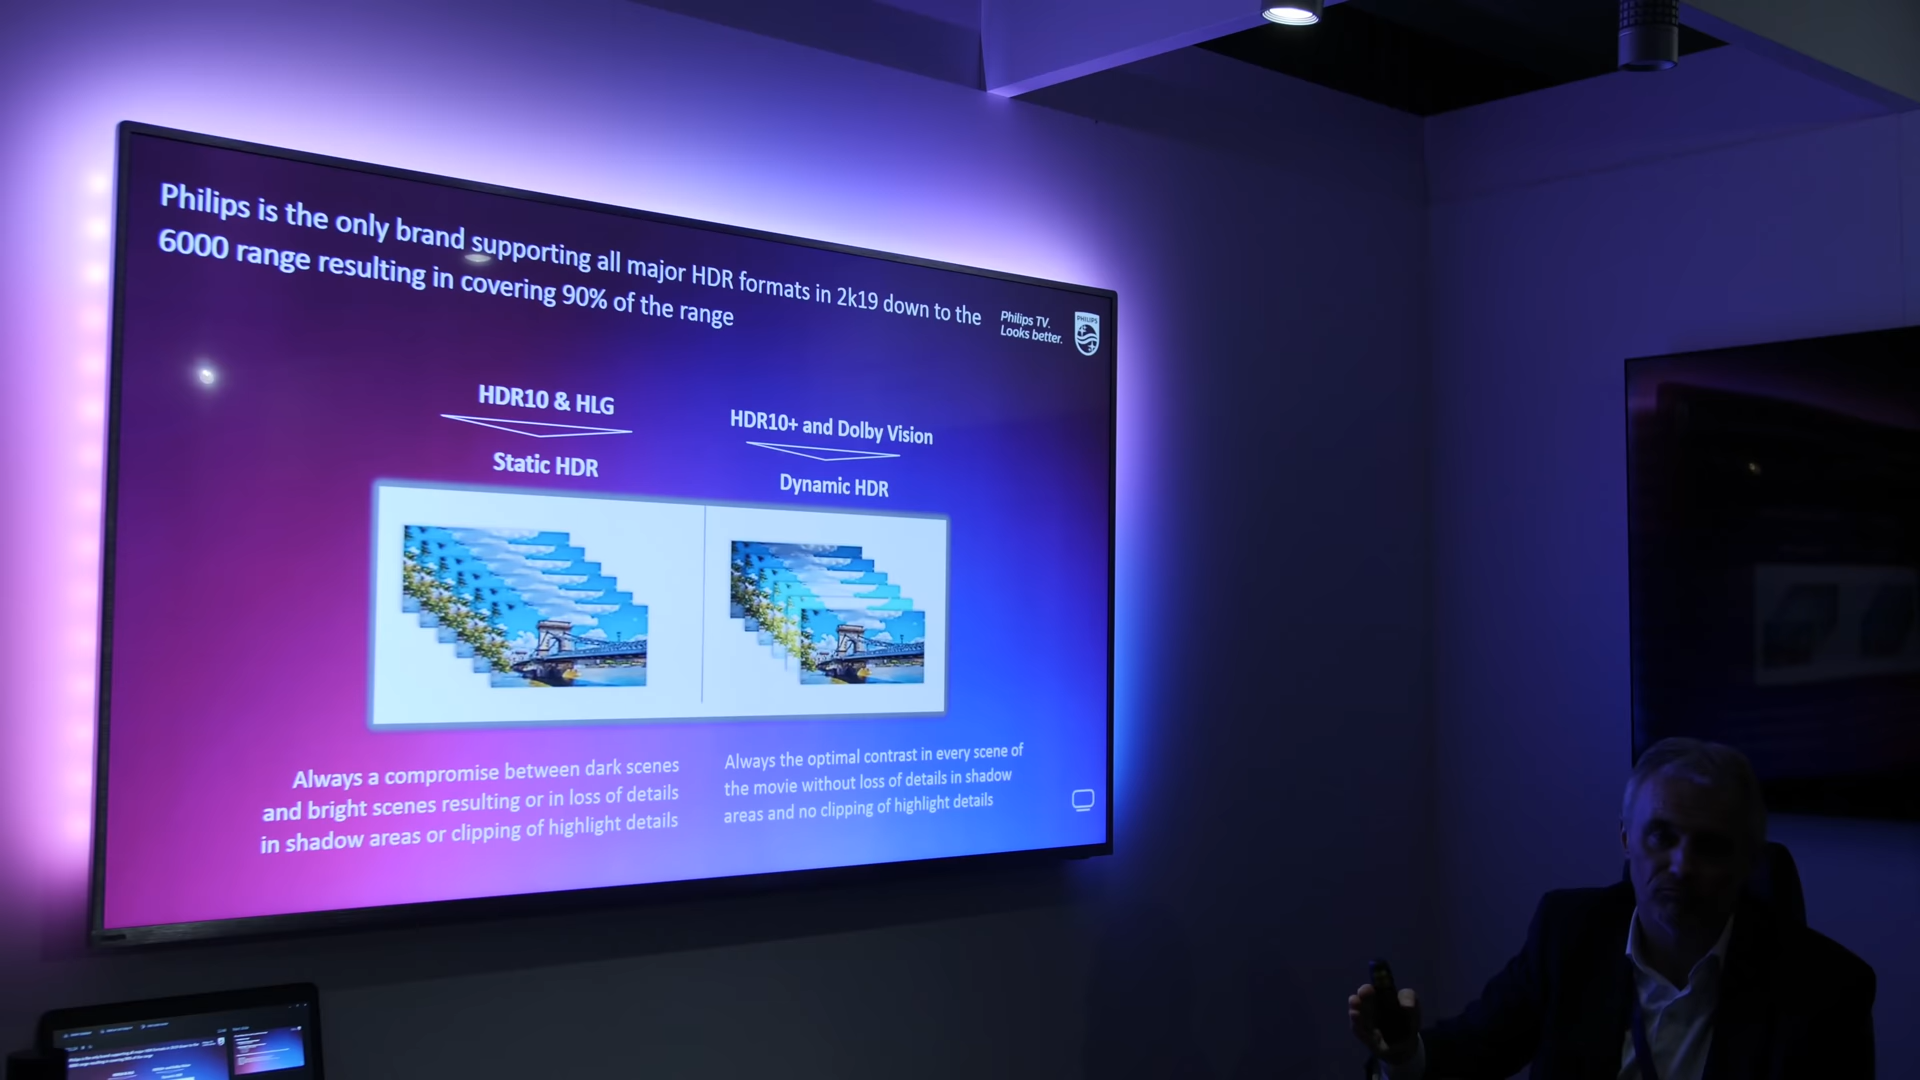 Philips is the only brand supporting all major HDR formats in 2k19 down to the
6000 range resulting in covering 90% of the range
Philips TV.
Looks better.
PHILIPS
HDR10 & HLG
Static HDR
HDR10+ and Dolby Vision
Dynamic HDR
Always a compromise between dark scenes
and bright scenes resulting or in loss of details
in shadow areas or clipping of highlight details
Always the optimal contrast in every scene of
the movie without loss of details in shadow
areas and no clipping of highlight details